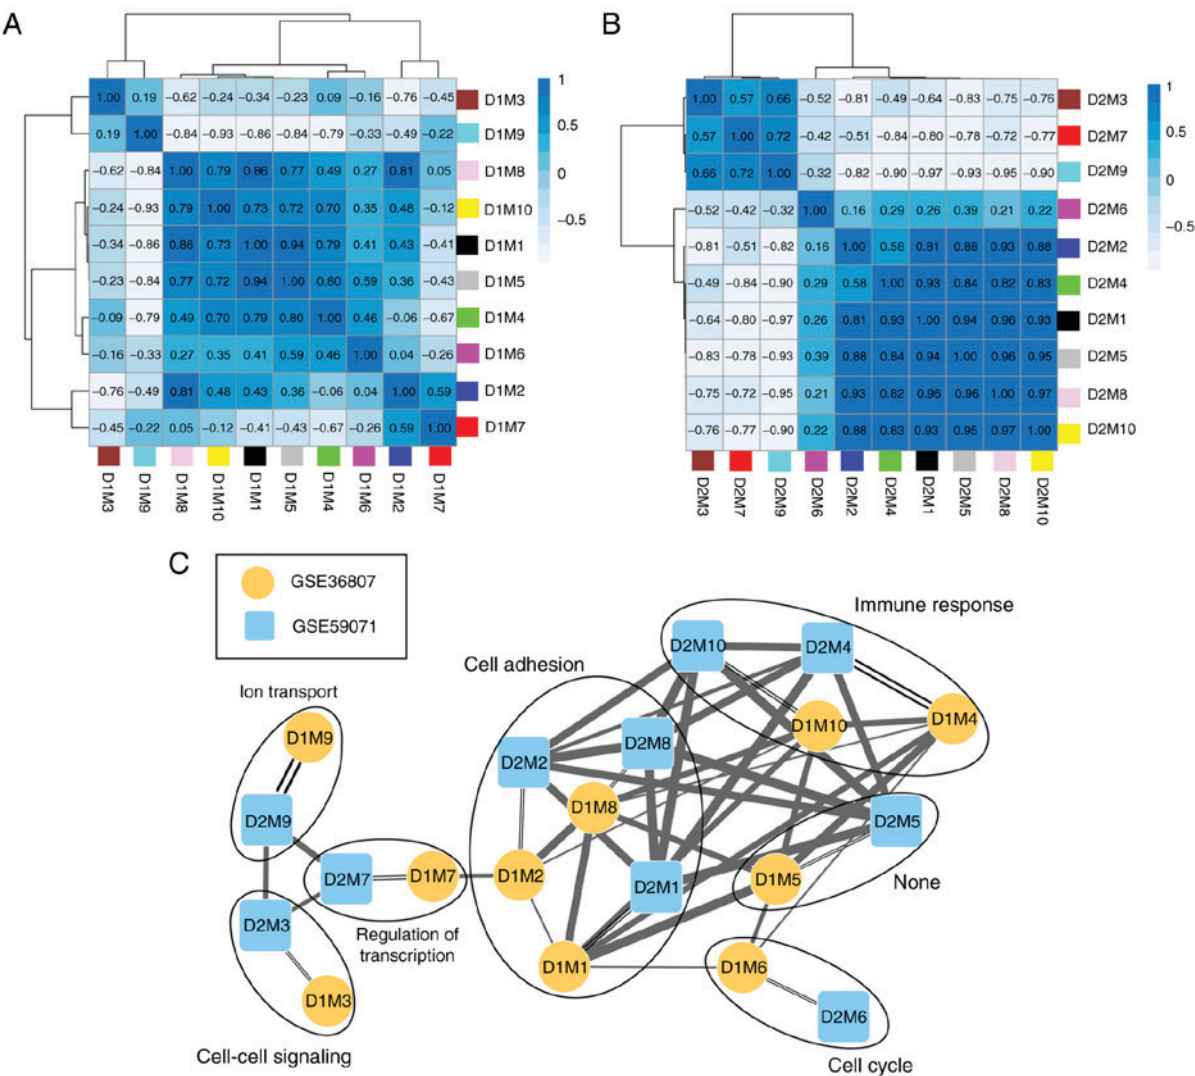 A
1.00 0.19 −0.62 −0.24 −0.34 −0.23 0.09 −0.16 −0.76 −0.45 D1M3
0.19 1.00 −0.84 −0.93 −0.86 −0.84 −0.79 −0.33 −0.49 −0.22 D1M9
−0.62 −0.84 1.00 0.79 0.86 0.77 0.49 0.27 0.81 0.05 D1M8
−0.24 −0.93 0.79 1.00 0.73 0.72 0.70 0.35 0.48 −0.12 D1M10
−0.34 −0.86 0.86 0.73 1.00 0.94 0.79 0.41 0.43 −0.41 D1M1
−0.23 −0.84 0.77 0.72 0.94 1.00 0.80 0.59 0.36 −0.43 D1M5
−0.09 −0.79 0.49 0.70 0.79 0.80 1.00 0.46 −0.06 −0.67 D1M4
−0.16 −0.33 0.27 0.35 0.41 0.59 0.46 1.00 0.04 −0.26 D1M6
−0.76 −0.49 0.81 0.48 0.43 0.36 −0.06 0.04 1.00 0.59 D1M2
−0.45 −0.22 0.05 −0.12 −0.41 −0.43 −0.67 −0.26 0.59 1.00 D1M7
D1M3 D1M9 D1M8 D1M10 D1M1 D1M5 D1M4 D1M6 D1M2 D1M7
1
0.5
0
−0.5
B
1.00 0.57 0.66 −0.52 −0.81 −0.49 −0.64 −0.83 −0.75 −0.76 D2M3
0.57 1.00 0.72 −0.42 −0.51 −0.84 −0.80 −0.78 −0.72 −0.77 D2M7
0.66 0.72 1.00 −0.32 −0.82 −0.90 −0.97 −0.93 −0.95 −0.90 D2M9
−0.52 −0.42 −0.32 1.00 0.16 0.29 0.26 0.39 0.21 0.22 D2M6
−0.81 −0.51 −0.82 0.16 1.00 0.58 0.81 0.88 0.93 0.88 D2M2
−0.49 −0.84 −0.90 0.29 0.58 1.00 0.93 0.84 0.82 0.83 D2M4
−0.64 −0.80 −0.97 0.26 0.81 0.93 1.00 0.94 0.96 0.93 D2M1
−0.83 −0.78 −0.93 0.39 0.88 0.84 0.94 1.00 0.96 0.95 D2M5
−0.75 −0.72 −0.95 0.21 0.93 0.82 0.96 0.96 1.00 0.97 D2M8
−0.76 −0.77 −0.90 0.22 0.88 0.83 0.93 0.95 0.97 1.00 D2M10
D2M3 D2M7 D2M9 D2M6 D2M2 D2M4 D2M1 D2M5 D2M8 D2M10
1
0.5
0
−0.5
C
GSE36807
GSE59071
Immune response
D2M10 D2M4
D1M10 D1M4
Cell adhesion
D2M8
D2M2
D1M8
D1M2
D2M1
D1M1
Ion transport
D1M9
D2M9
D2M7 D1M7
Regulation of
transcription
D2M3
D1M3
Cell-cell signaling
D2M5
D1M5
None
D1M6
D2M6
Cell cycle